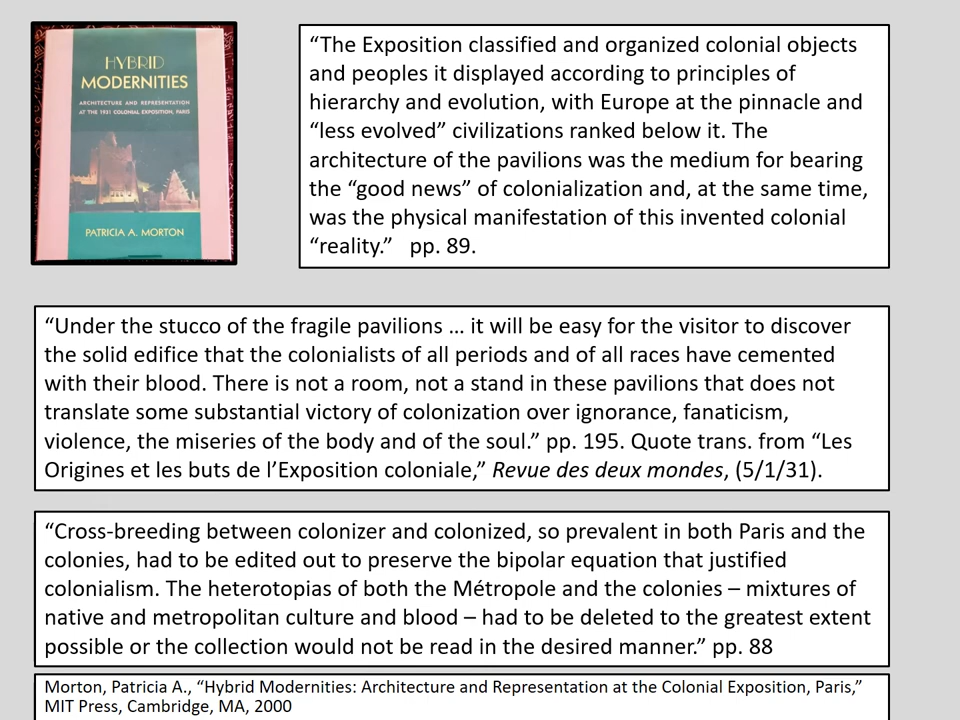 HYBRID
MODERNITIES
ARCHITECTURE AND REPRESENTATION
AT THE 1931 COLONIAL EXPOSITION, PARIS
PATRICIA A. MORTON
“The Exposition classified and organized colonial objects
and peoples it displayed according to principles of
hierarchy and evolution, with Europe at the pinnacle and
“less evolved” civilizations ranked below it. The
architecture of the pavilions was the medium for bearing
the “good news” of colonialization and, at the same time,
was the physical manifestation of this invented colonial
“reality.”   pp. 89.
“Under the stucco of the fragile pavilions … it will be easy for the visitor to discover
the solid edifice that the colonialists of all periods and of all races have cemented
with their blood. There is not a room, not a stand in these pavilions that does not
translate some substantial victory of colonization over ignorance, fanaticism,
violence, the miseries of the body and of the soul.” pp. 195. Quote trans. from “Les
Origines et les buts de l’Exposition coloniale,” Revue des deux mondes, (5/1/31).
“Cross-breeding between colonizer and colonized, so prevalent in both Paris and the
colonies, had to be edited out to preserve the bipolar equation that justified
colonialism. The heterotopias of both the Métropole and the colonies – mixtures of
native and metropolitan culture and blood – had to be deleted to the greatest extent
possible or the collection would not be read in the desired manner.” pp. 88
Morton, Patricia A., “Hybrid Modernities: Architecture and Representation at the Colonial Exposition, Paris,”
MIT Press, Cambridge, MA, 2000